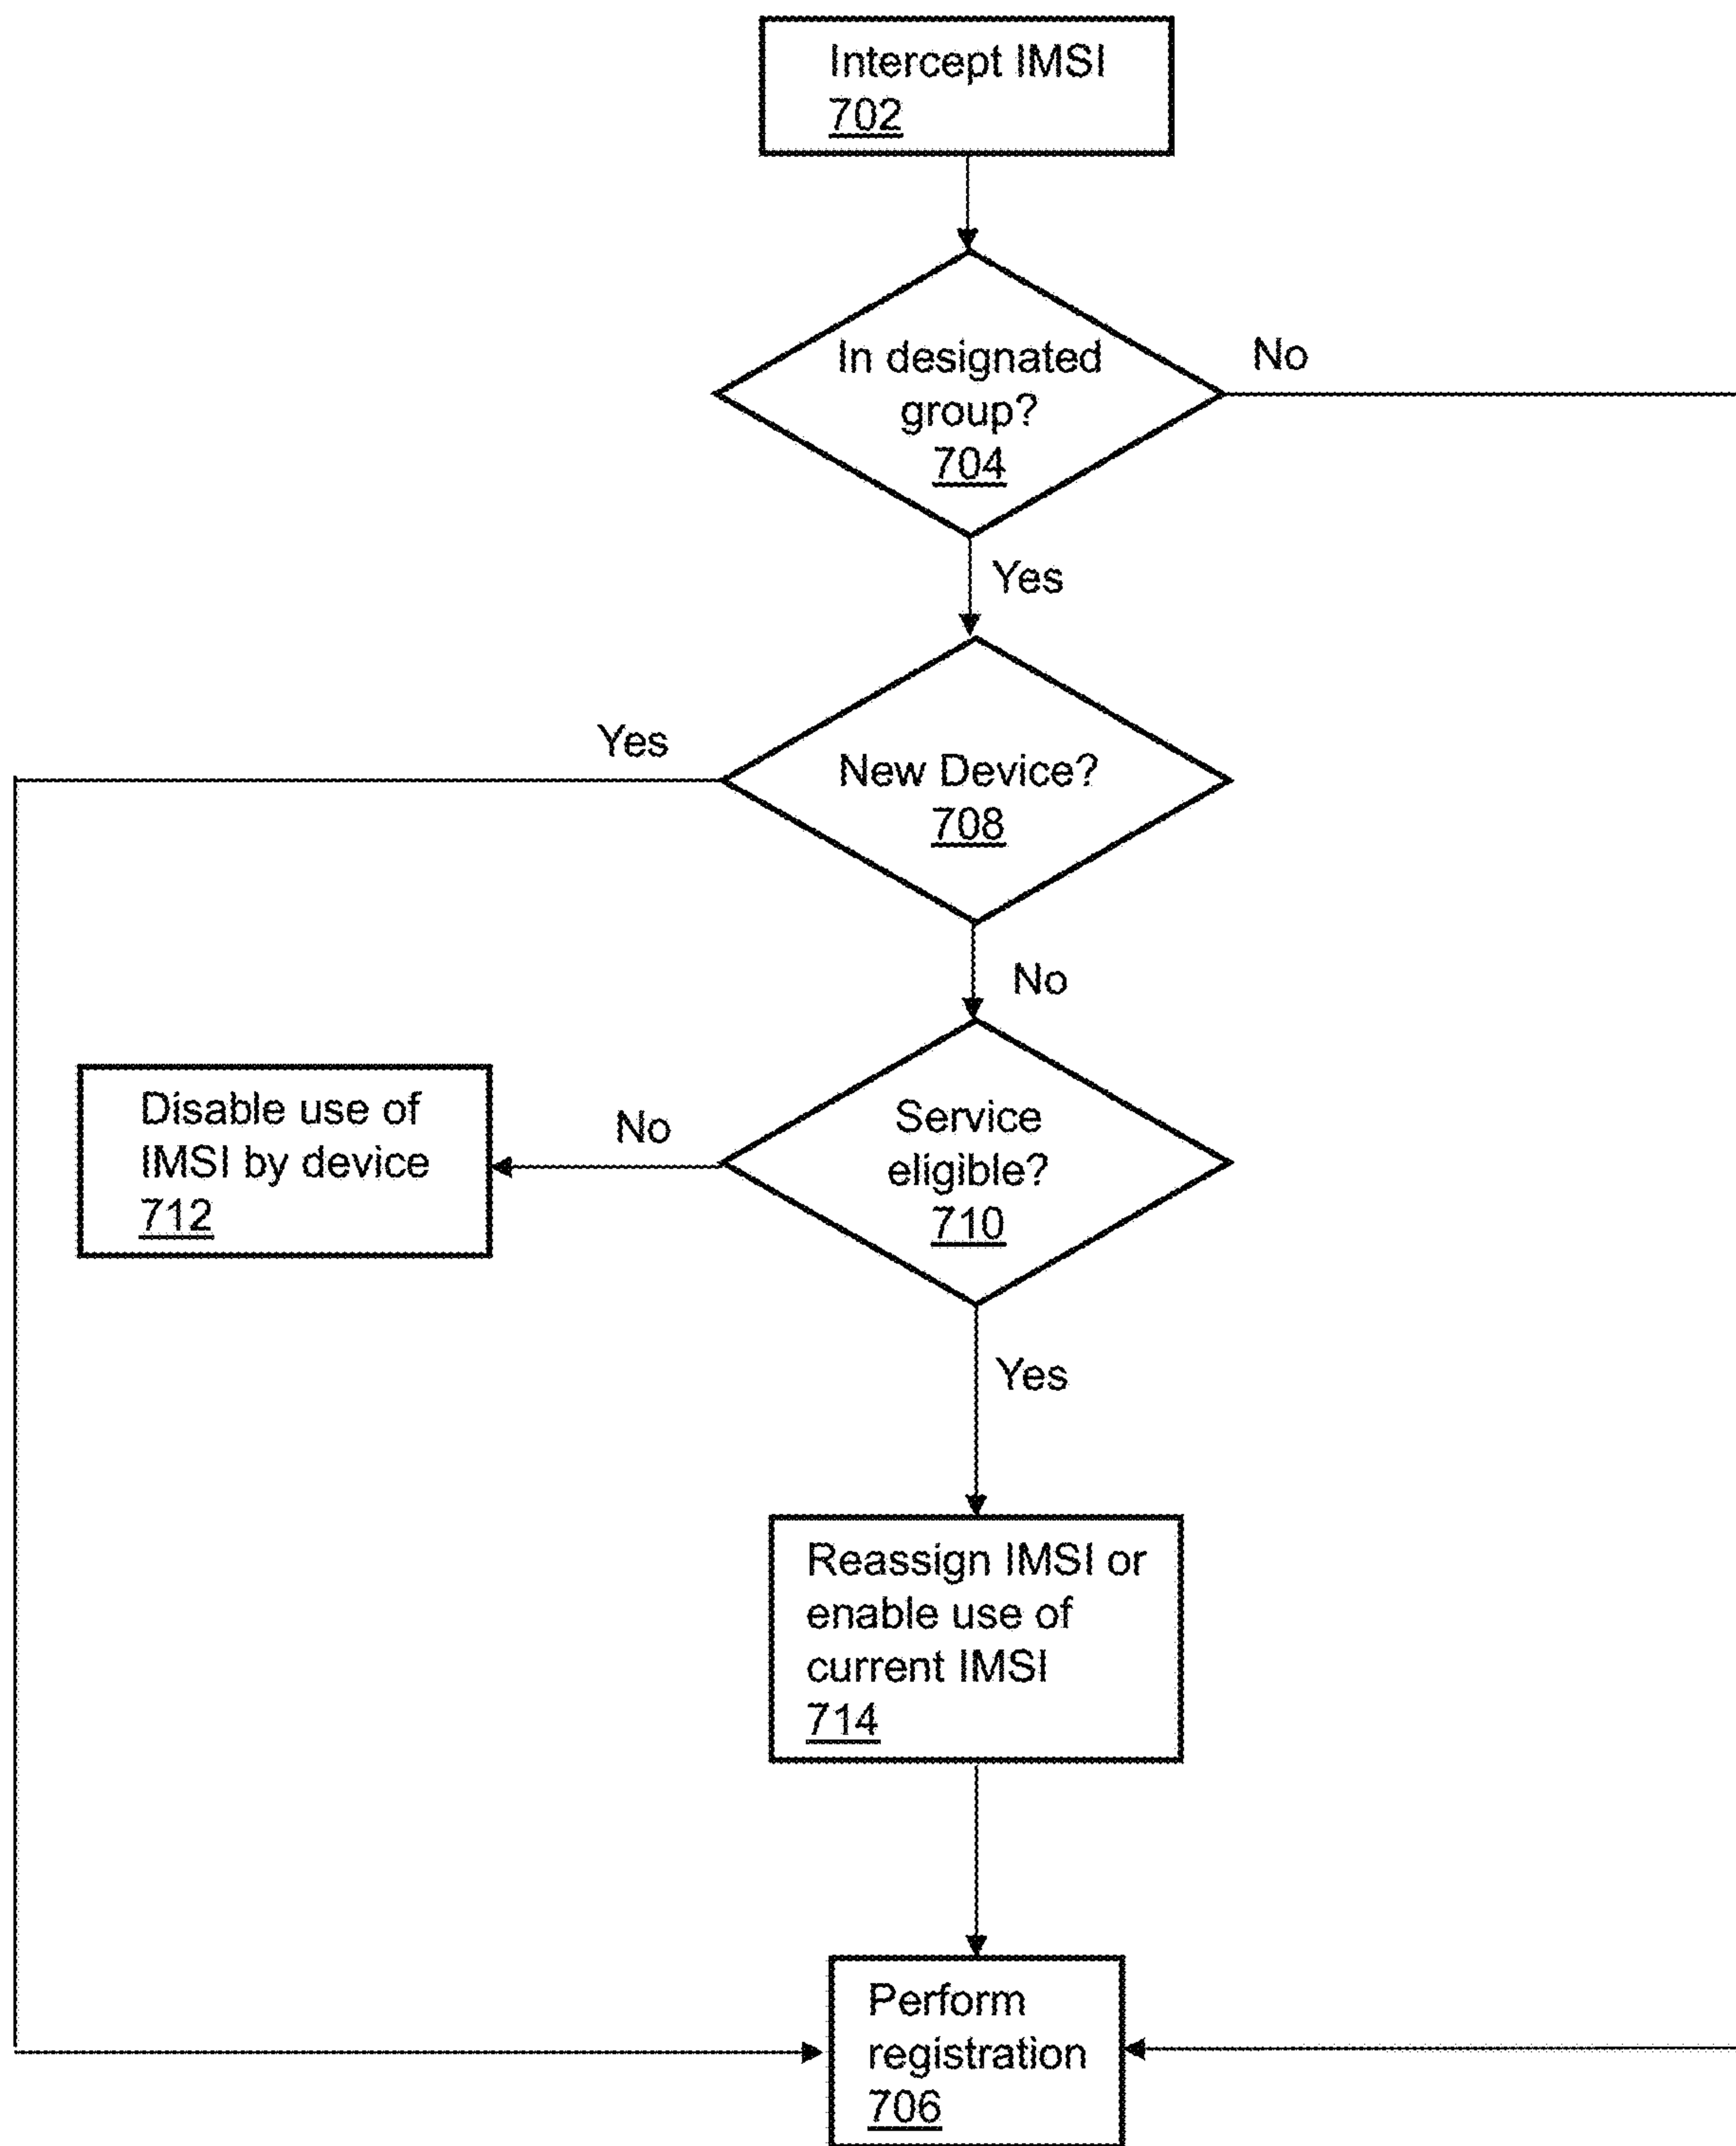 Intercept IMSI
702
In designated
group?
704
No
Yes
Yes
New Device?
708
No
Disable use of
IMSI by device
712
No
Service
eligible?
710
Yes
Reassign IMSI or
enable use of
current IMSI
714
Perform
registration
706